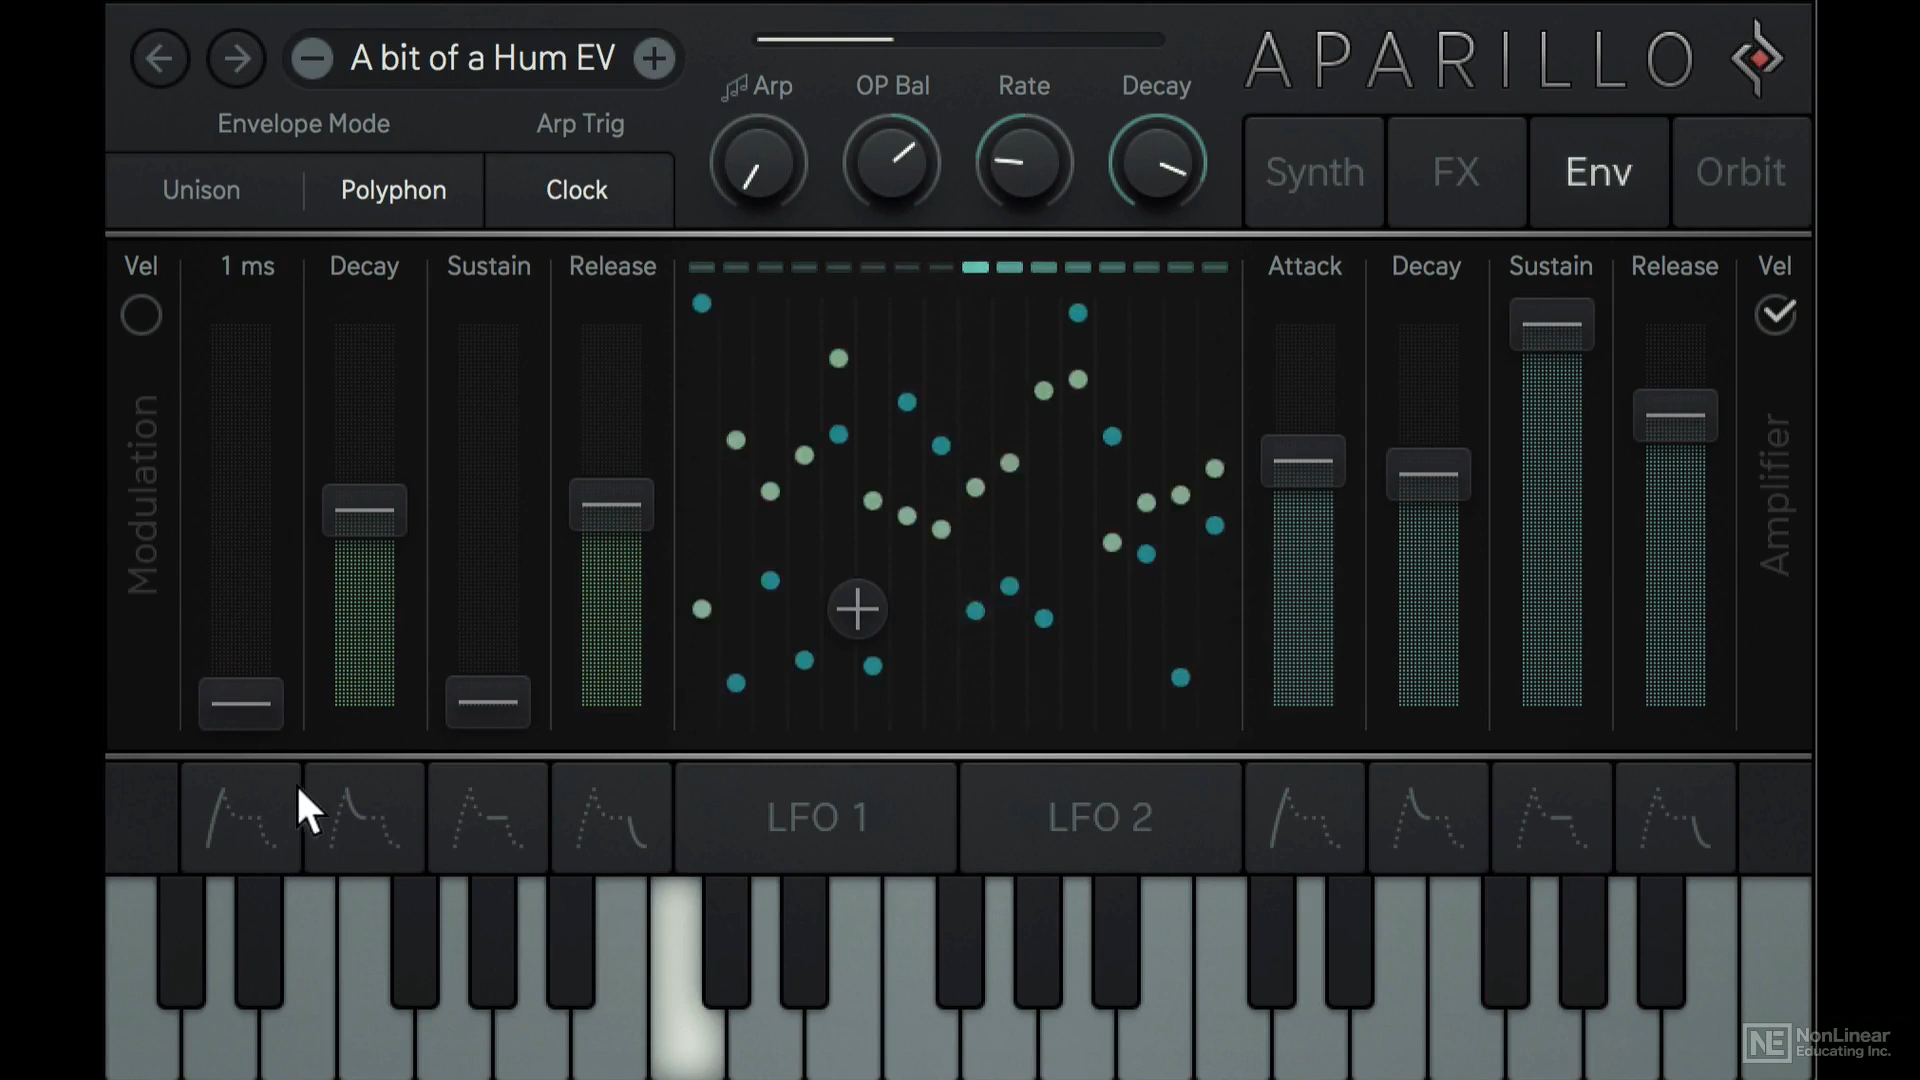 A bit of a Hum EV
APARILLO
Arp
OP Bal
Rate
Decay
Envelope Mode
Arp Trig
Unison
Polyphon
Clock
Synth
FX
Env
Orbit
Vel
1 ms
Decay
Sustain
Release
Attack
Decay
Sustain
Release
Vel
Modulation
Amplifier
LFO 1
LFO 2
NE
NonLinear
Educating Inc.